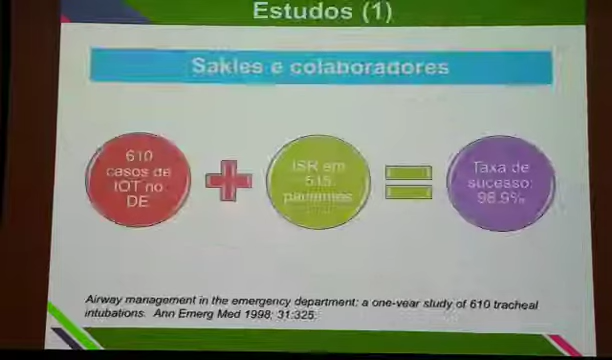 Estudos (1)
Sakles e colaboradores
610
casos de
IOT no
DE
ISR em
515
pacientes
Taxa de
sucesso:
98,9%
Airway management in the emergency department: a one-year study of 610 tracheal
intubations. Ann Emerg Med 1998; 31:325.